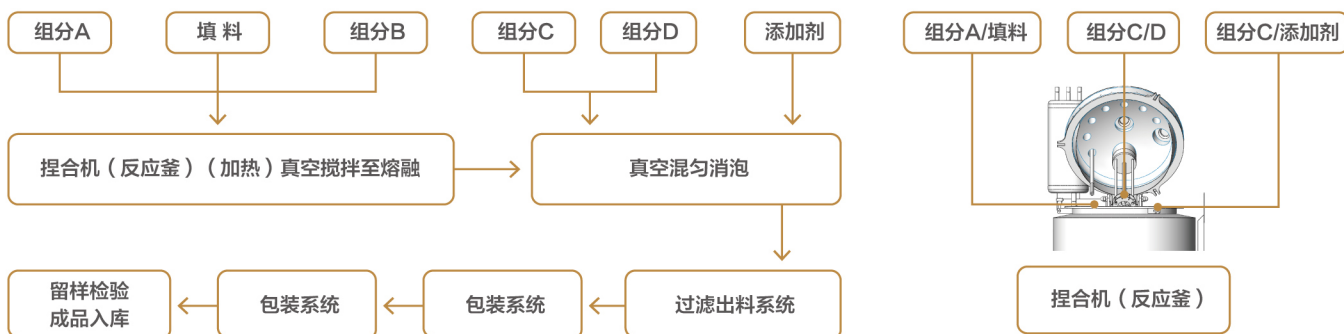 组分A
填 料
组分B
组分C
组分D
添加剂
组分A/填料
组分C/D
组分C/添加剂
捏合机（反应釜）（加热）真空搅拌至熔融
真空混匀消泡
留样检验
成品入库
包装系统
包装系统
过滤出料系统
捏合机（反应釜）